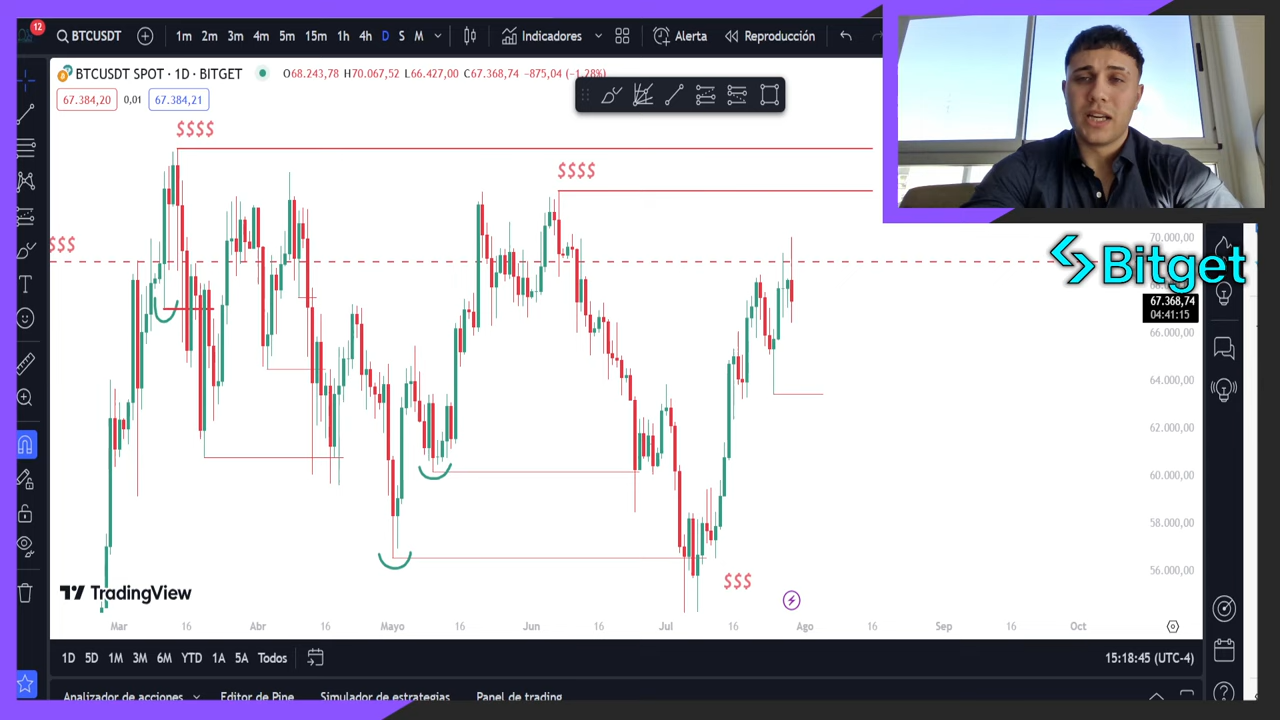 12
BTCUSDT
1m 2m 3m 4m 5m 15m 1h 4h D S M
Indicadores
Alerta
Reproducción
BTCUSDT SPOT · 1D · BITGET
O68.243,78 H70.067,52 L66.427,00 C67.368,74 −875,04 (−1.28%)
67.384,20 0,01 67.384,21
$$$$
$$$$
$$$
$$$
70.000,00
Bitget
67.368,74
04:41:15
66.000,00
64.000,00
62.000,00
60.000,00
58.000,00
56.000,00
TradingView
Mar 16 Abr 16 Mayo 16 Jun 16 Jul 16 Ago 16 Sep 16 Oct
1D 5D 1M 3M 6M YTD 1A 5A Todos
15:18:45 (UTC-4)
Analizador de acciones
Editor de Pine
Simulador de estrategias
Panel de trading